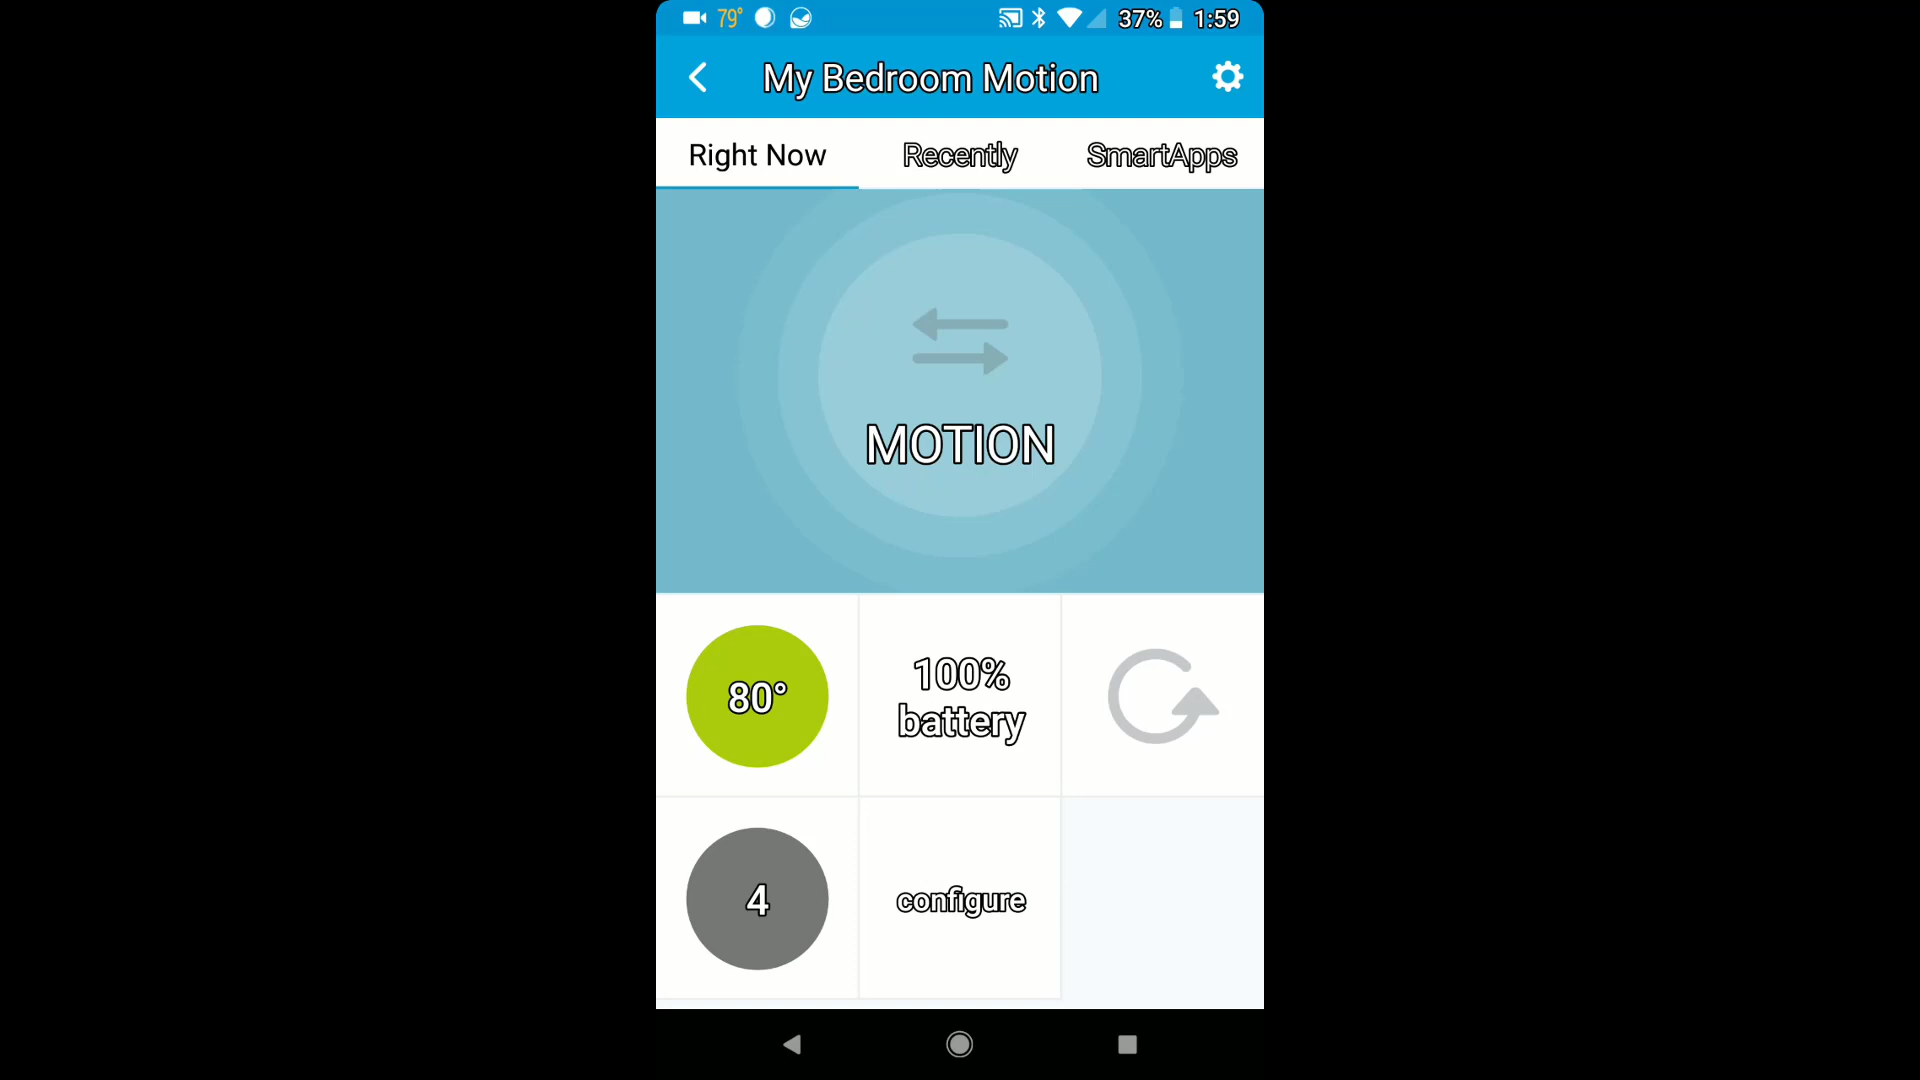 79° 37% 1:59
My Bedroom Motion
Right Now Recently SmartApps
MOTION
80°
100%
battery
4
configure